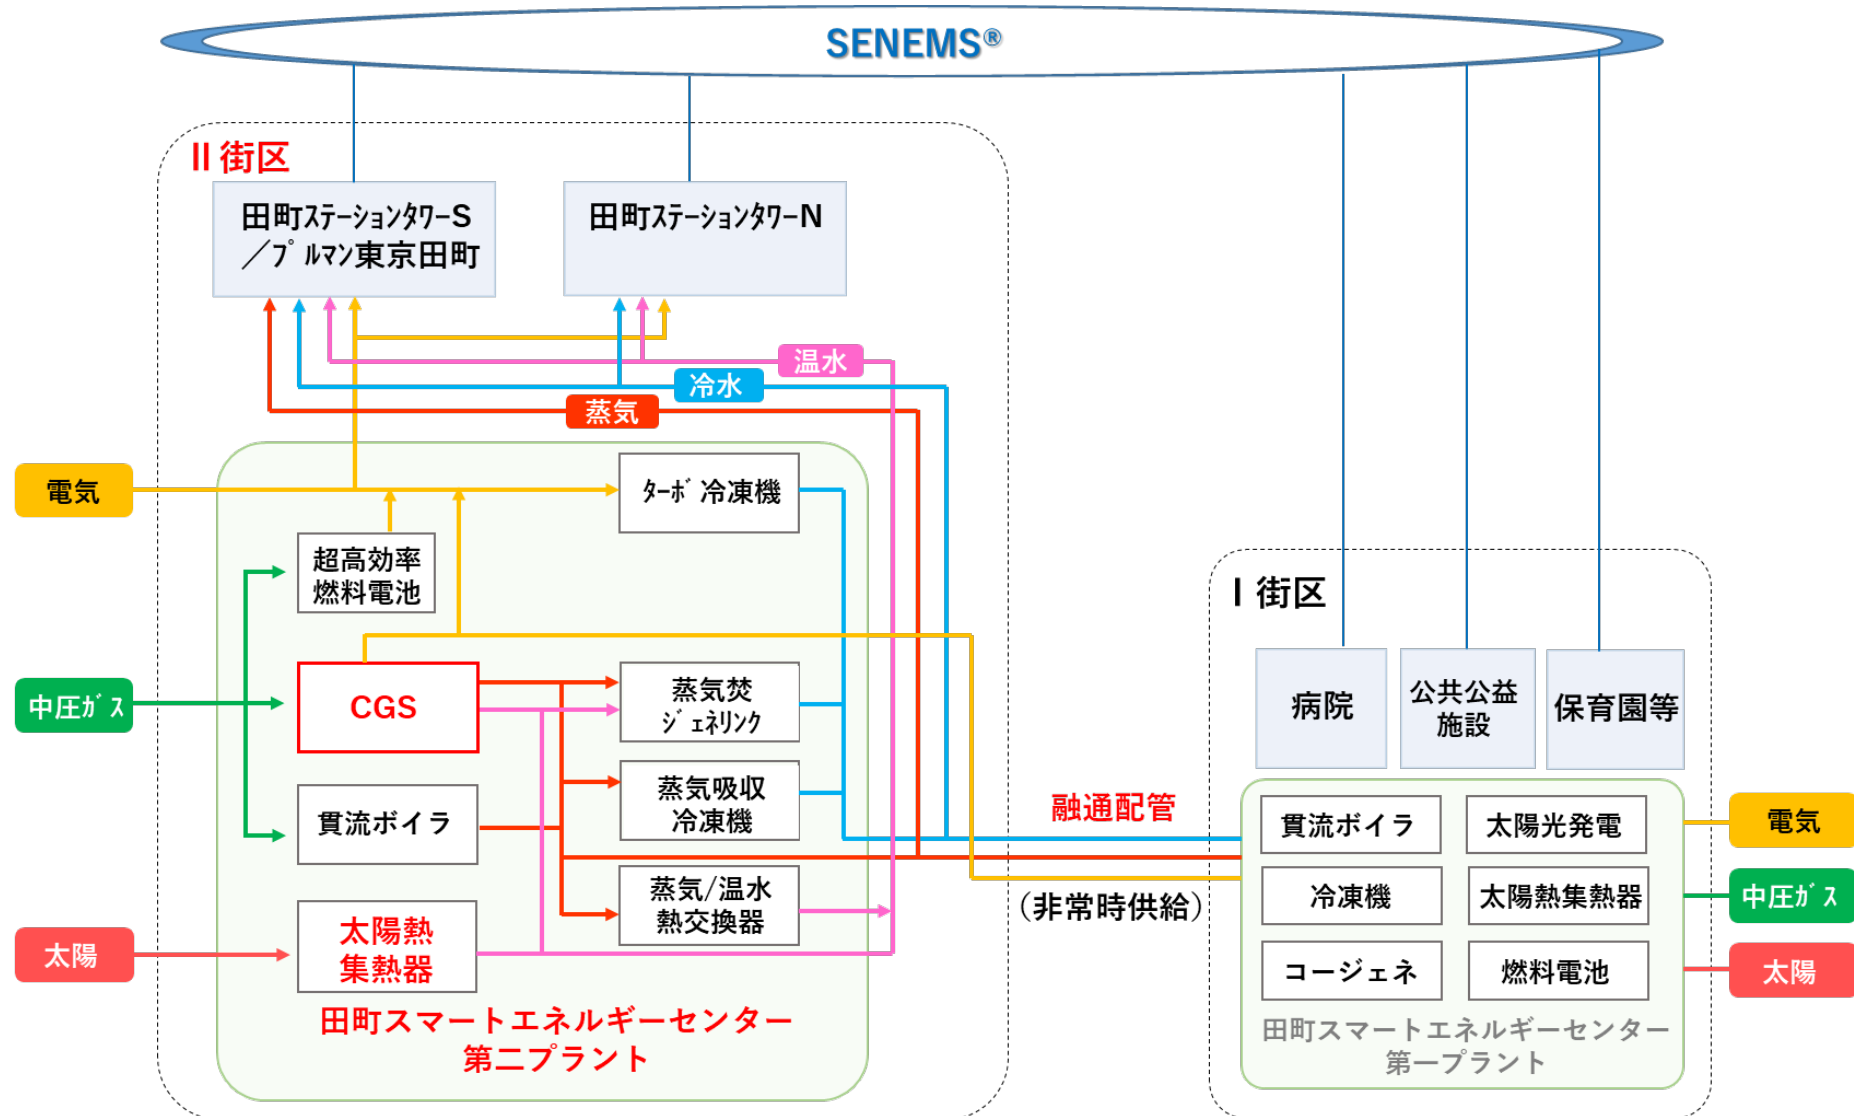 SENEMS®
Ⅱ街区
田町ｽﾃｰｼｮﾝﾀﾜｰS
／ﾌﾟﾙﾏﾝ東京田町
田町ｽﾃｰｼｮﾝﾀﾜｰN
温水
冷水
蒸気
電気
ﾀｰﾎﾞ冷凍機
超高効率
燃料電池
中圧ｶﾞｽ
CGS
蒸気焚
ｼﾞｪﾈﾘﾝｸ
貫流ボイラ
蒸気吸収
冷凍機
蒸気/温水
熱交換器
太陽
太陽熱
集熱器
田町スマートエネルギーセンター
第二プラント
融通配管
（非常時供給）
Ⅰ街区
病院
公共公益
施設
保育園等
貫流ボイラ
太陽光発電
冷凍機
太陽熱集熱器
コージェネ
燃料電池
田町スマートエネルギーセンター
第一プラント
電気
中圧ｶﾞｽ
太陽